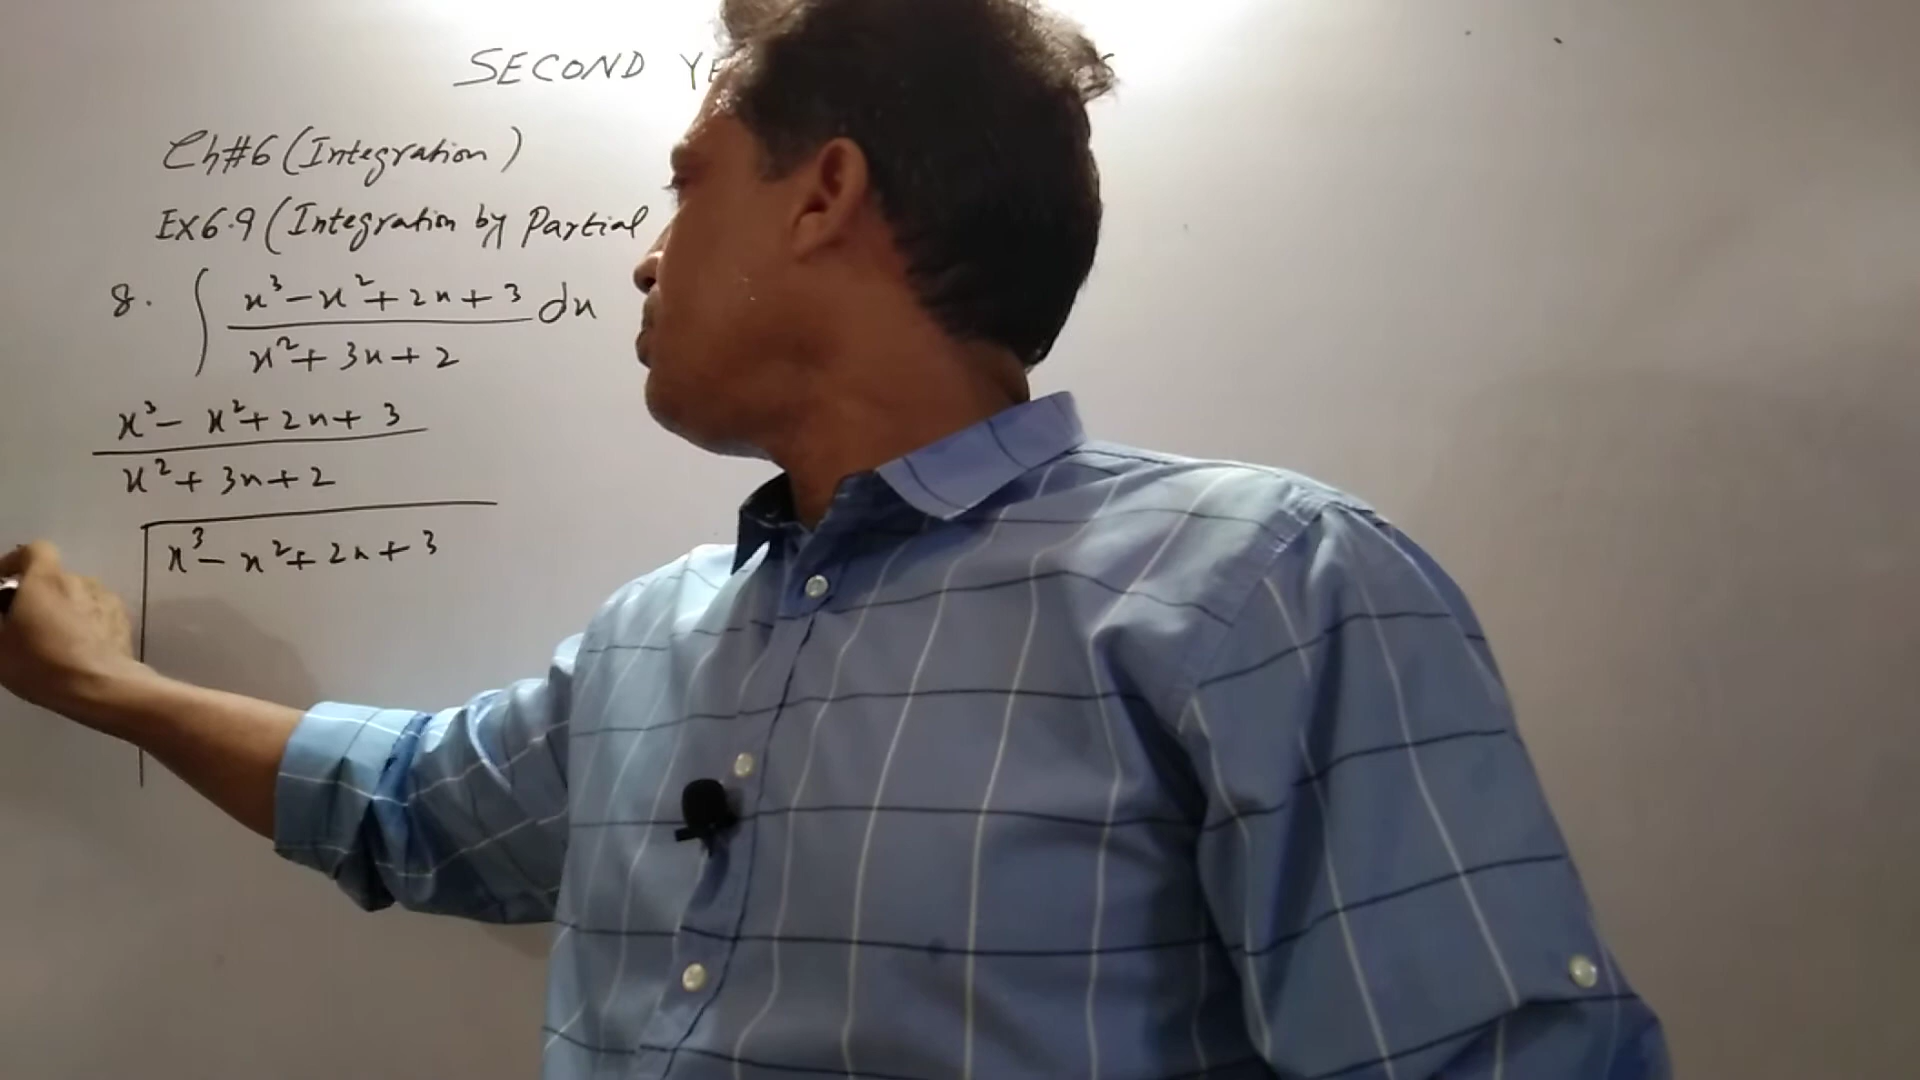 SECOND
Ch#6 (Integration)
Ex6.9 (Integration by Partial
8. ∫ x³-x²+2x+3 dx
x²+3x+2
x³- x²+2x+3
x²+3x+2
x³- x²+2x+3